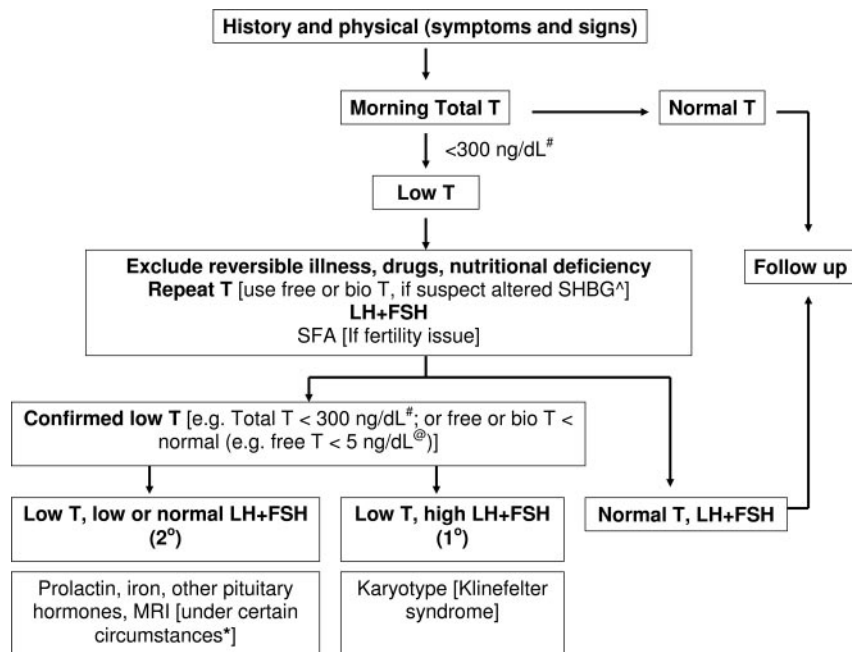 History and physical (symptoms and signs)
Morning Total T
Normal T
<300 ng/dL#
Low T
Exclude reversible illness, drugs, nutritional deficiency
Repeat T [use free or bio T, if suspect altered SHBG^]
LH+FSH
SFA [If fertility issue]
Follow up
Confirmed low T [e.g. Total T < 300 ng/dL#; or free or bio T <
normal (e.g. free T < 5 ng/dL@)]
Low T, low or normal LH+FSH
(2º)
Low T, high LH+FSH
(1º)
Normal T, LH+FSH
Prolactin, iron, other pituitary
hormones, MRI [under certain
circumstances*]
Karyotype [Klinefelter
syndrome]